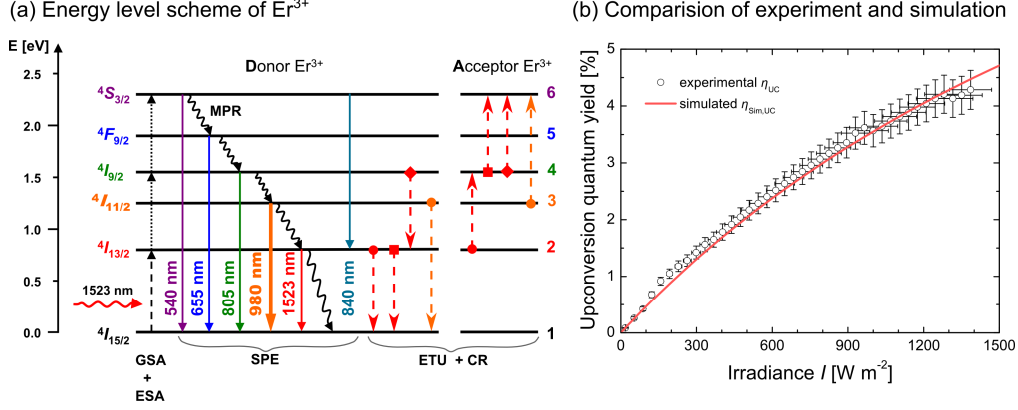 (a) Energy level scheme of Er³⁺
E [eV]
Donor Er³⁺
Acceptor Er³⁺
2.5
2.0
1.5
1.0
0.5
0.0
⁴S₃/₂
⁴F₉/₂
⁴I₉/₂
⁴I₁₁/₂
⁴I₁₃/₂
⁴I₁₅/₂
MPR
6
5
4
3
2
1
1523 nm
540 nm
655 nm
805 nm
980 nm
1523 nm
840 nm
GSA
+
ESA
SPE
ETU + CR
(b) Comparision of experiment and simulation
Upconversion quantum yield [%]
5
4
3
2
1
0
experimental ηUC
simulated ηSim,UC
0 300 600 900 1200 1500
Irradiance I [W m⁻²]